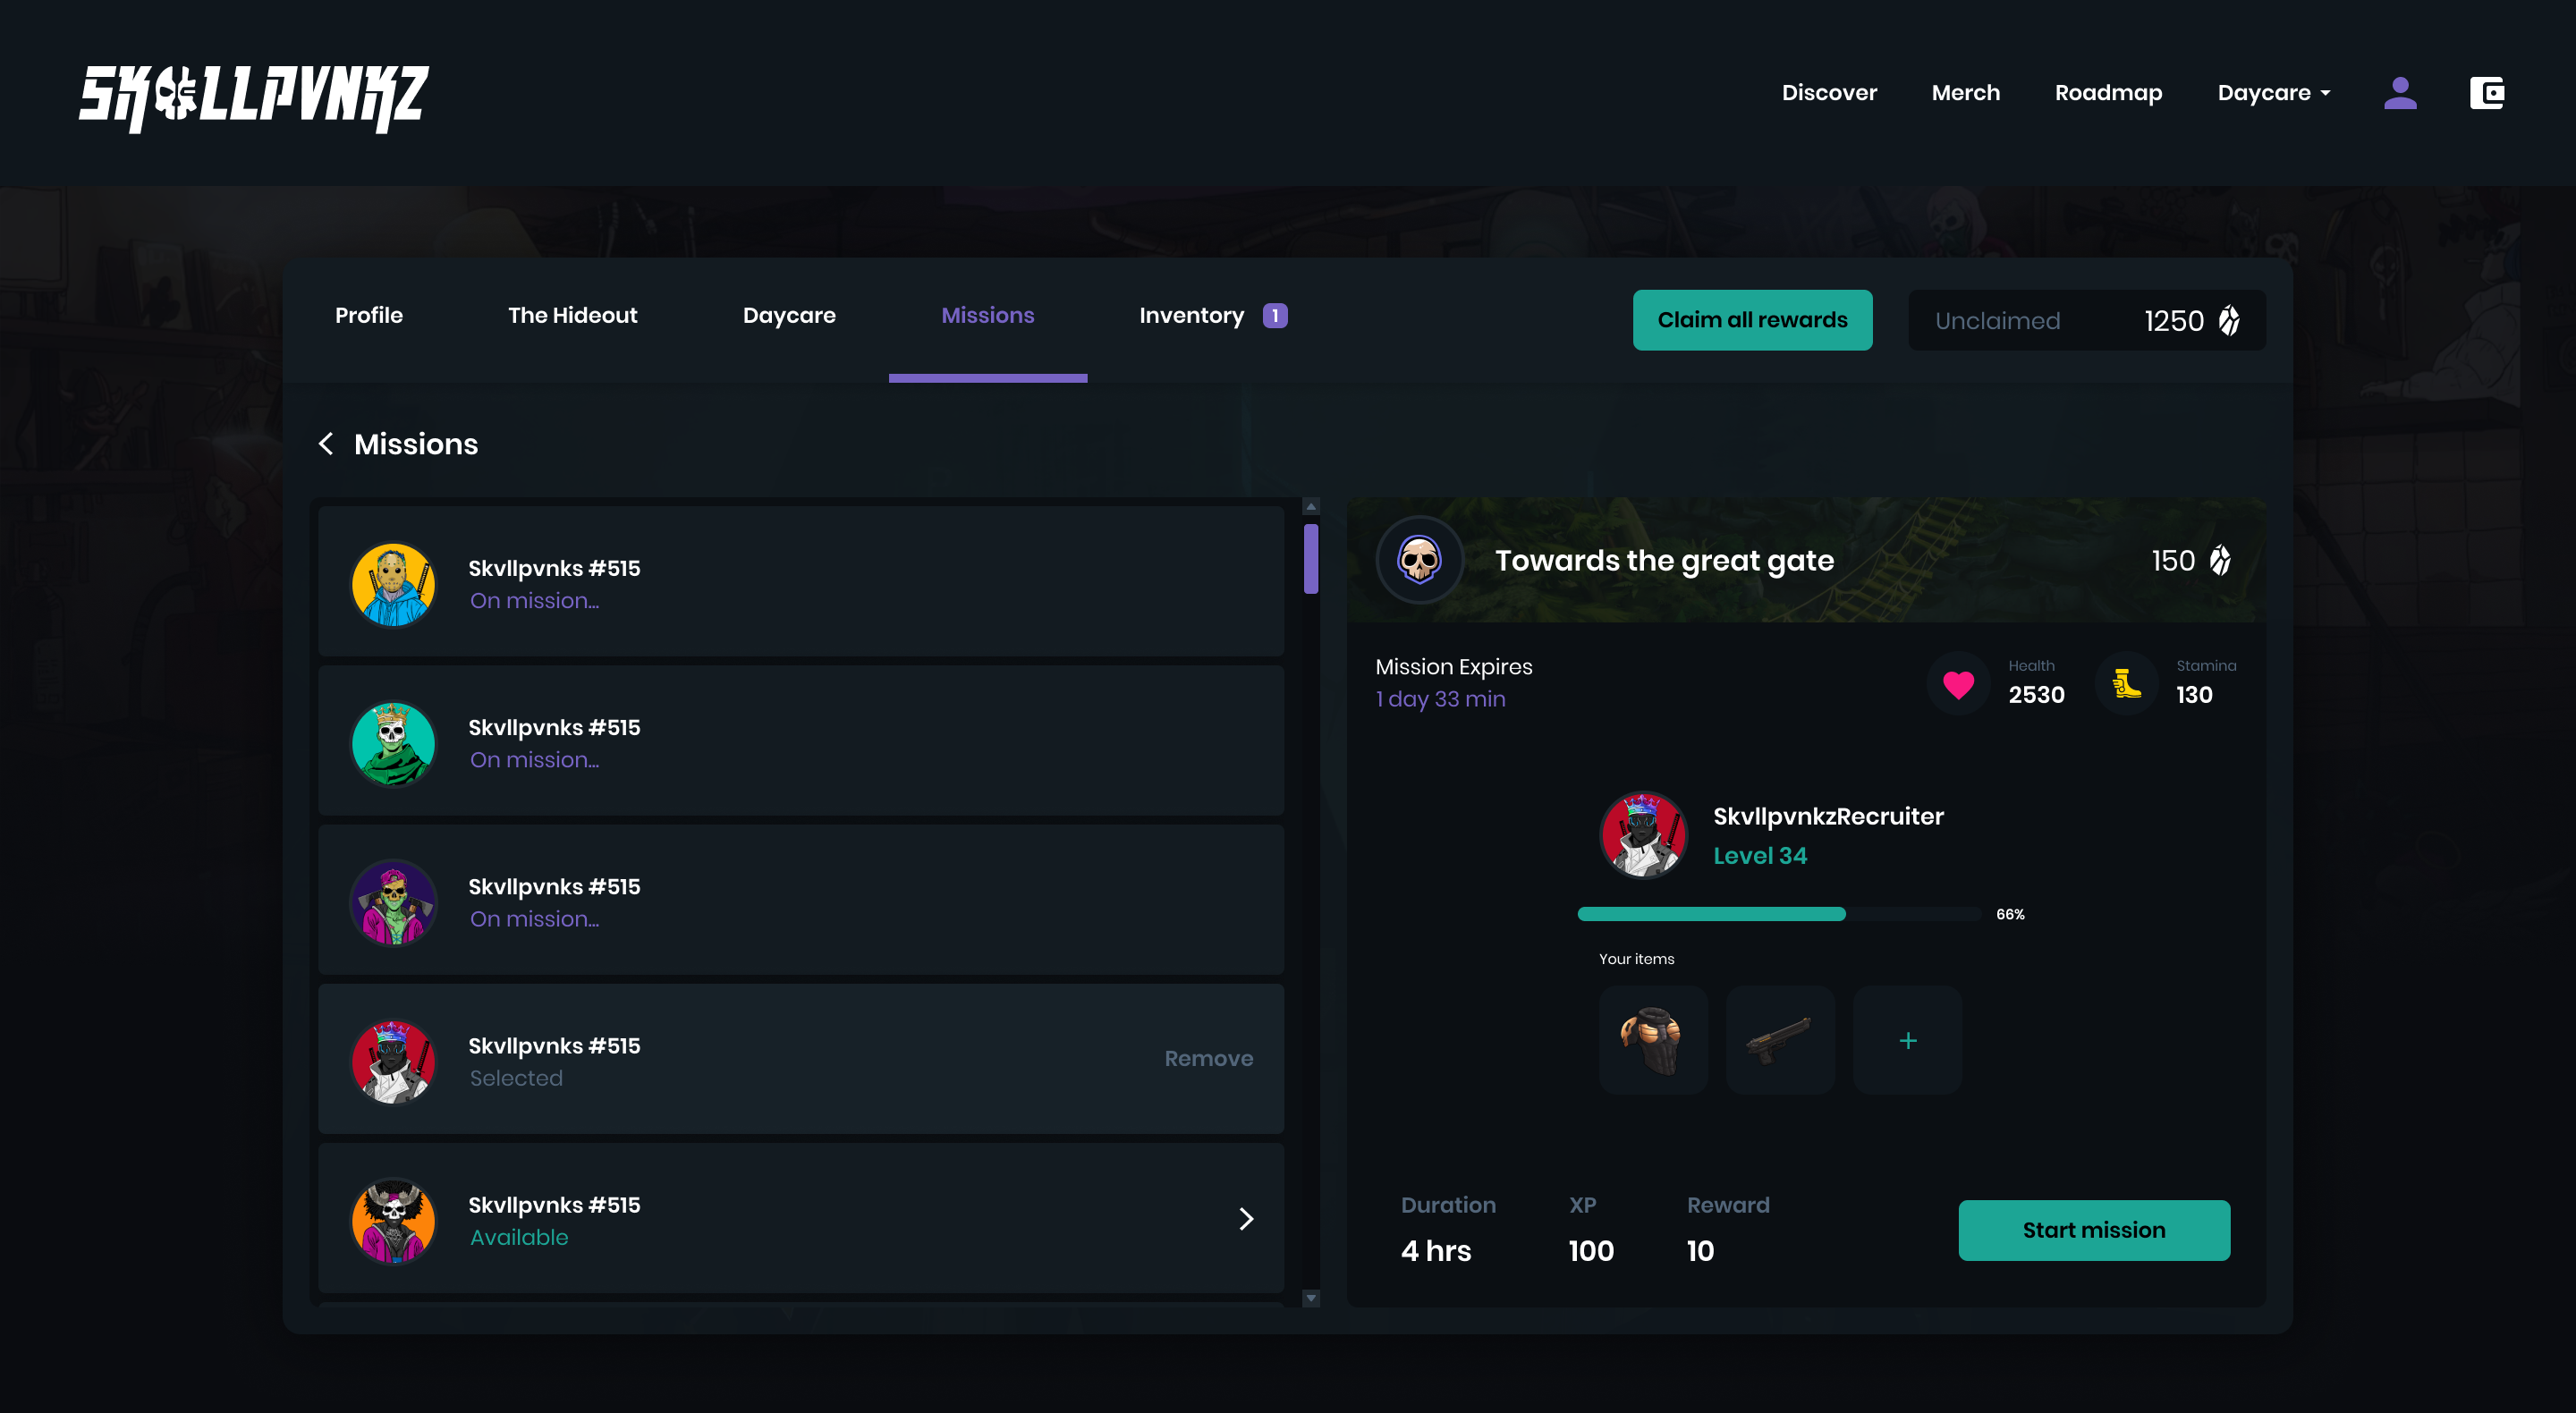 SKVLLPVNKZ
Discover Merch Roadmap Daycare
Profile The Hideout Daycare Missions Inventory 1
Claim all rewards
Unclaimed 1250
Missions
Skvllpvnks #515
On mission...
Skvllpvnks #515
On mission...
Skvllpvnks #515
On mission...
Skvllpvnks #515
Selected
Remove
Skvllpvnks #515
Available
Towards the great gate
150
Mission Expires
1 day 33 min
Health
2530
Stamina
130
SkvllpvnkzRecruiter
Level 34
66%
Your items
+
Duration XP Reward
4 hrs 100 10
Start mission